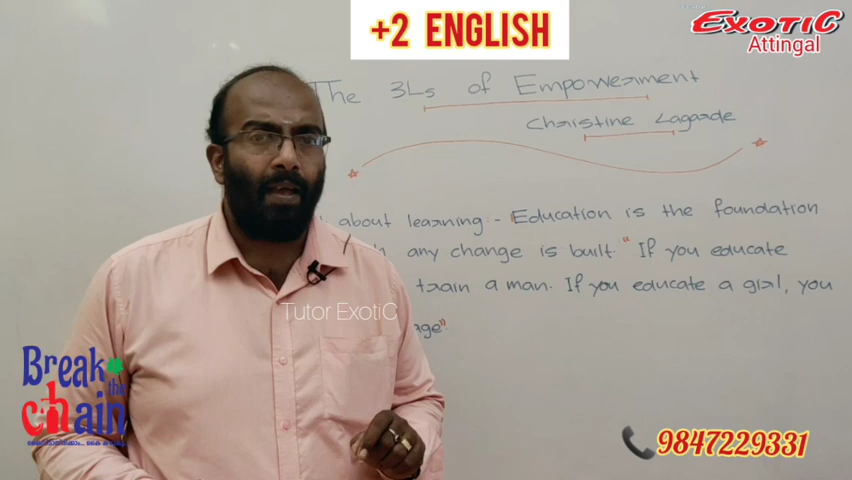 +2 ENGLISH
EXOTIC
Attingal
The 3Ls of Empowerment
Christine Lagarde
about learning:- Education is the foundation
any change is built. "If you educate
train a man. If you educate a girl, you
age"
Tutor ExotiC
Break
the
chain
9847229331